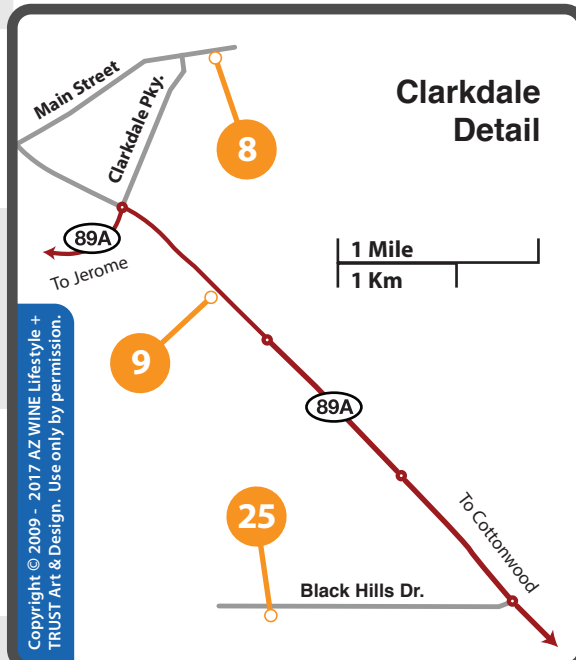 Clarkdale
Detail
Main Street
Clarkdale Pky.
8
89A
To Jerome
1 Mile
1 Km
9
89A
25
To Cottonwood
Black Hills Dr.
Copyright © 2009 - 2017 AZ WINE Lifestyle +
TRUST Art & Design. Use only by permission.